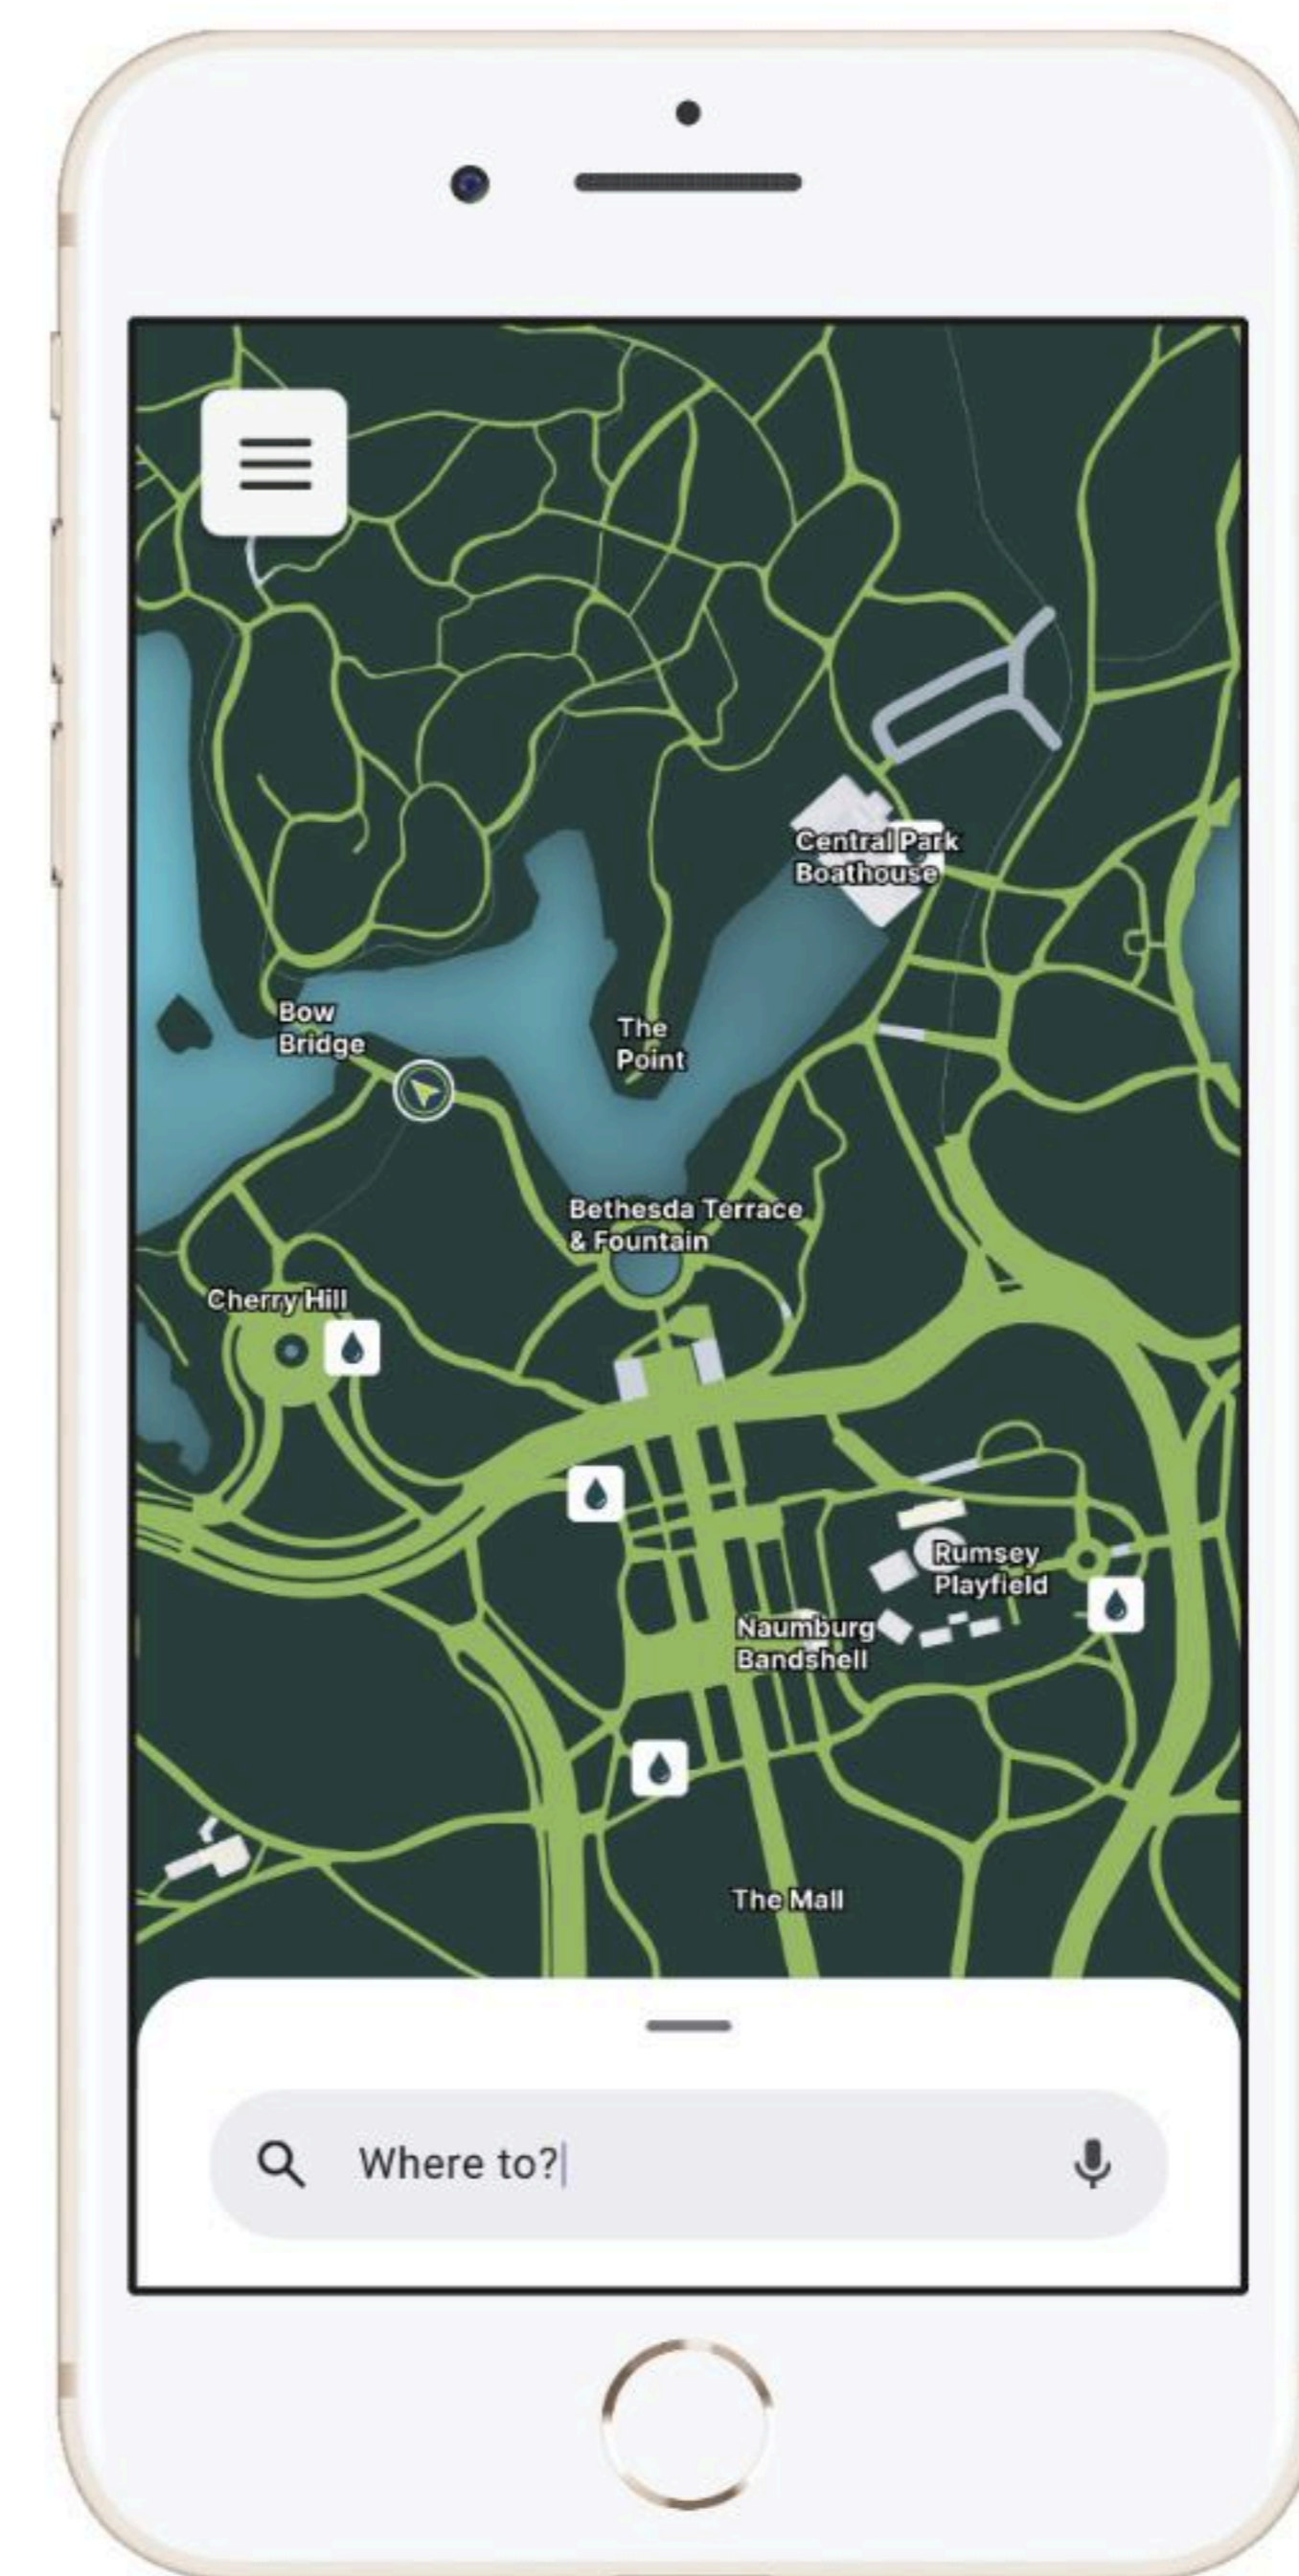 Central Park
Boathouse
Bow
Bridge
The
Point
Bethesda Terrace
& Fountain
Cherry Hill
Rumsey
Playfield
Naumburg
Bandshell
The Mall
Where to?